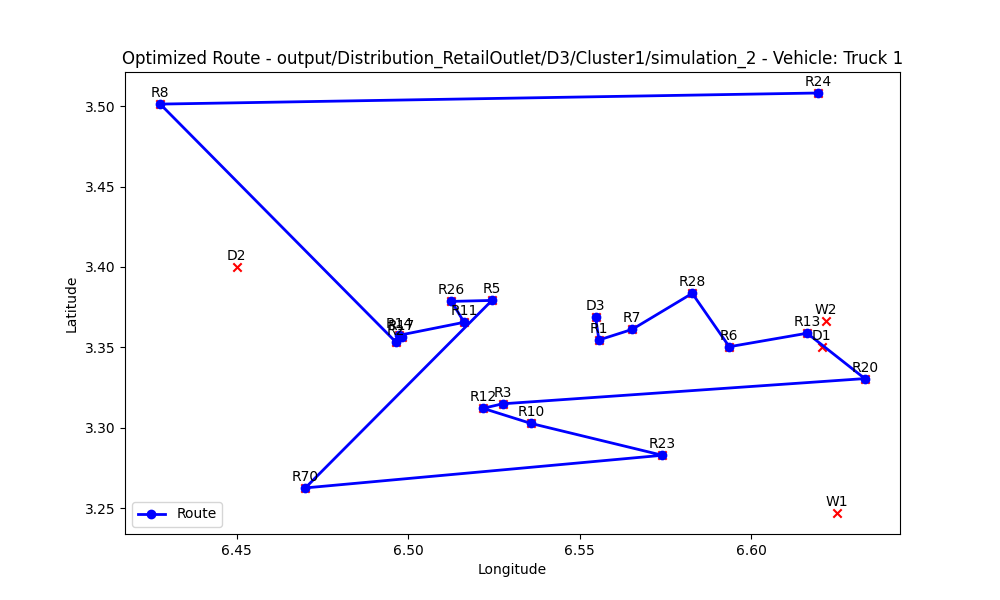 Optimized Route - output/Distribution_RetailOutlet/D3/Cluster1/simulation_2 - Vehicle: Truck 1
R24
R8
3.50
3.45
D2
3.40
R28
R26
R5
D3
W2
R11
R7
R13
R14
R17
R1
R6
D1
3.35
R20
R12
R3
R10
3.30
R23
R70
W1
3.25
Route
6.45
6.50
6.55
6.60
Longitude
Latitude